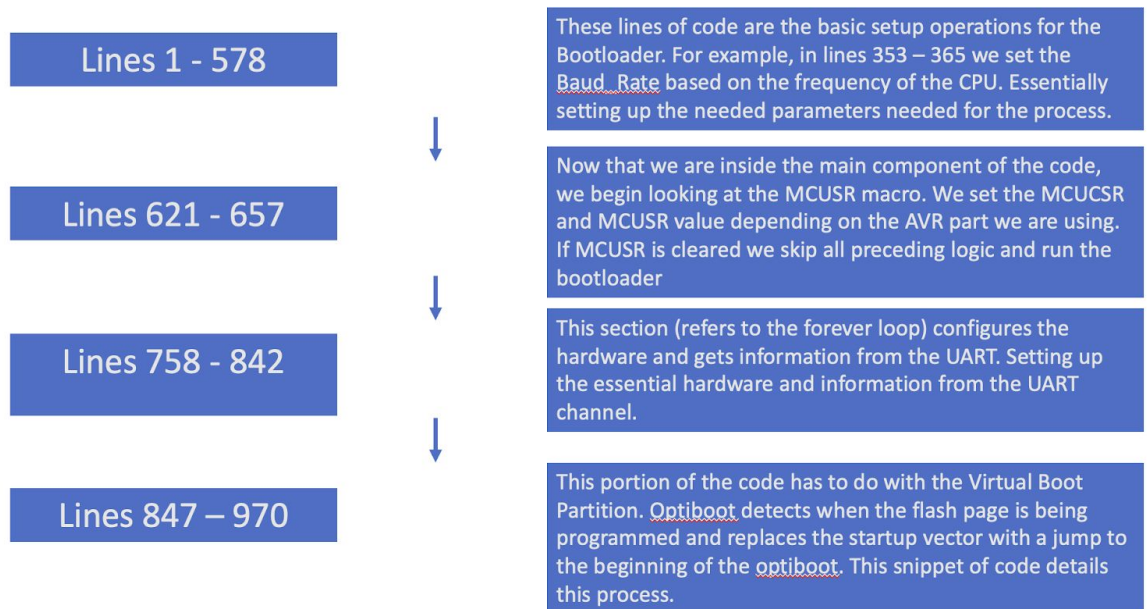 Lines 1 - 578
These lines of code are the basic setup operations for the
Bootloader. For example, in lines 353 – 365 we set the
Baud_Rate based on the frequency of the CPU. Essentially
setting up the needed parameters needed for the process.
Lines 621 - 657
Now that we are inside the main component of the code,
we begin looking at the MCUSR macro. We set the MCUCSR
and MCUSR value depending on the AVR part we are using.
If MCUSR is cleared we skip all preceding logic and run the
bootloader
Lines 758 - 842
This section (refers to the forever loop) configures the
hardware and gets information from the UART. Setting up
the essential hardware and information from the UART
channel.
Lines 847 – 970
This portion of the code has to do with the Virtual Boot
Partition. Optiboot detects when the flash page is being
programmed and replaces the startup vector with a jump to
the beginning of the optiboot. This snippet of code details
this process.